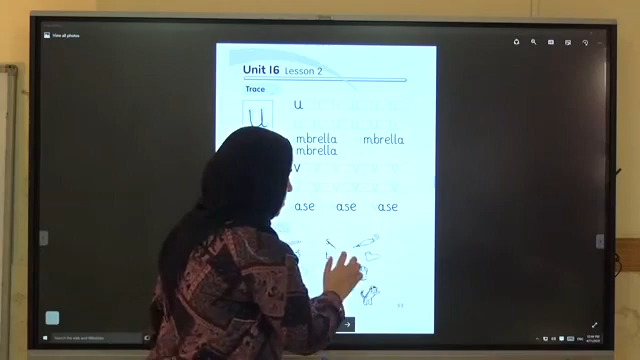 View all photos
Unit 16 Lesson 2
Trace
u
u
mbrella mbrella
mbrella
v
ase ase ase